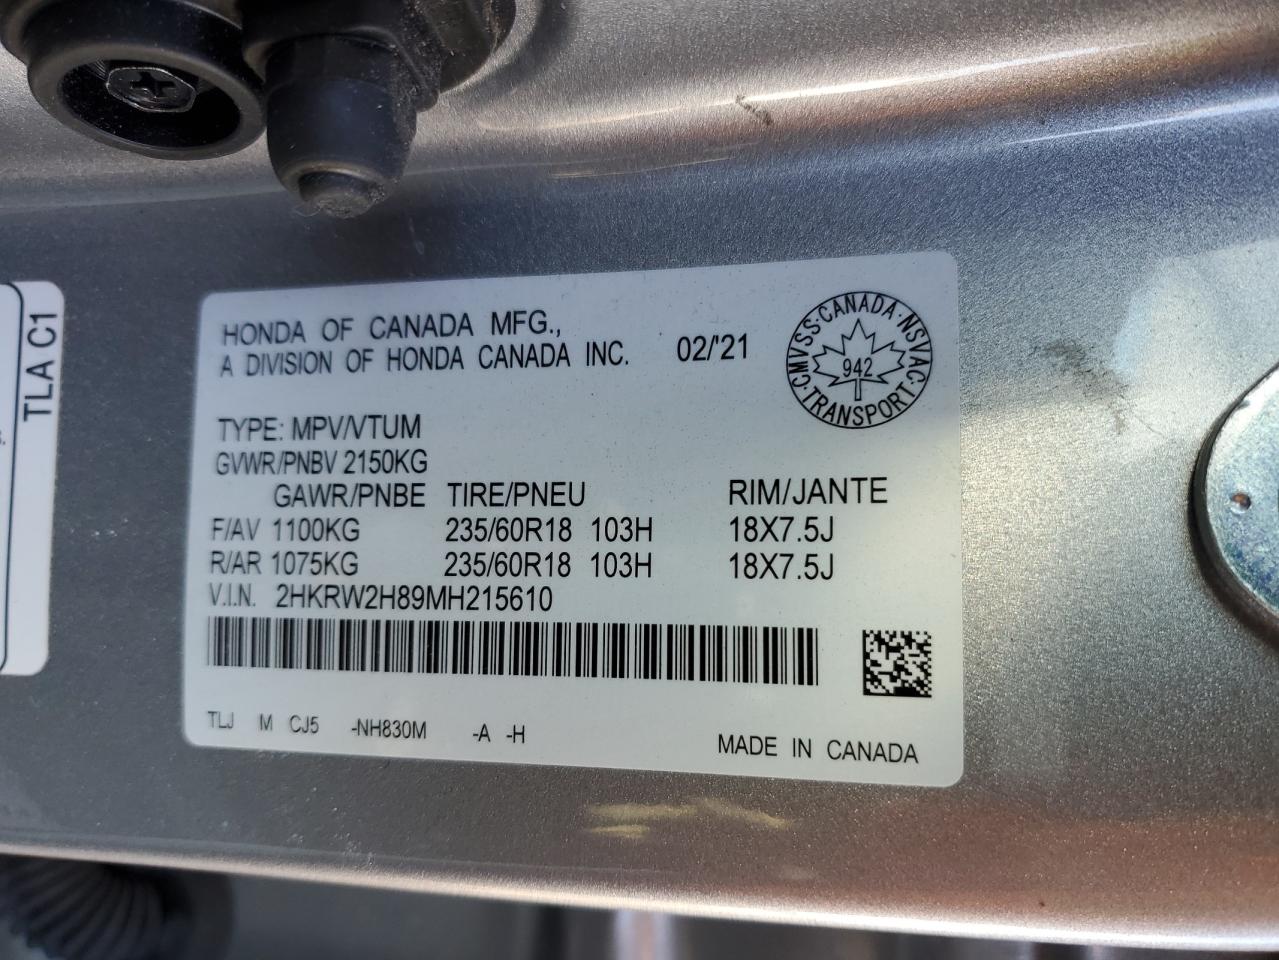 TLA C1
HONDA OF CANADA MFG.,
A DIVISION OF HONDA CANADA INC. 02/'21
CMVSS·CANADA·NSVAC·TRANSPORT·
942
TYPE: MPV/VTUM
GVWR/PNBV 2150KG
GAWR/PNBE TIRE/PNEU RIM/JANTE
F/AV 1100KG 235/60R18 103H 18X7.5J
R/AR 1075KG 235/60R18 103H 18X7.5J
V.I.N. 2HKRW2H89MH215610
TLJ M CJ5 -NH830M -A -H
MADE IN CANADA